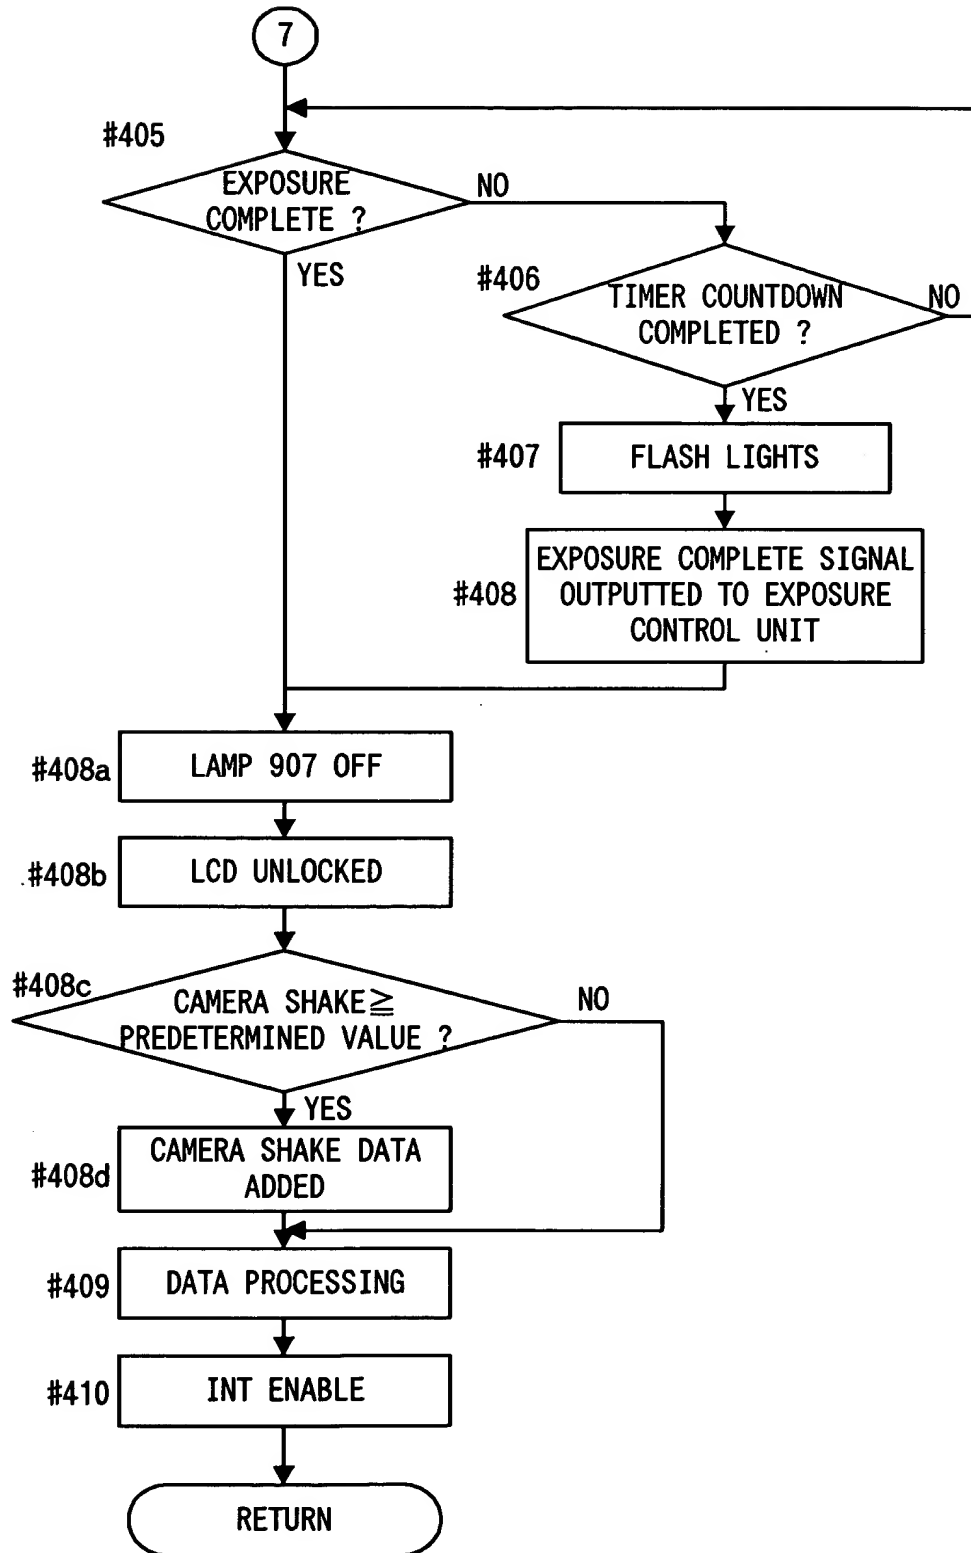 7
#405
EXPOSURE
COMPLETE ?
NO
YES
#406
TIMER COUNTDOWN
COMPLETED ?
NO
YES
#407
FLASH LIGHTS
#408
EXPOSURE COMPLETE SIGNAL
OUTPUTTED TO EXPOSURE
CONTROL UNIT
#408a
LAMP 907 OFF
#408b
LCD UNLOCKED
#408c
CAMERA SHAKE≧
PREDETERMINED VALUE ?
NO
YES
#408d
CAMERA SHAKE DATA
ADDED
#409
DATA PROCESSING
#410
INT ENABLE
RETURN